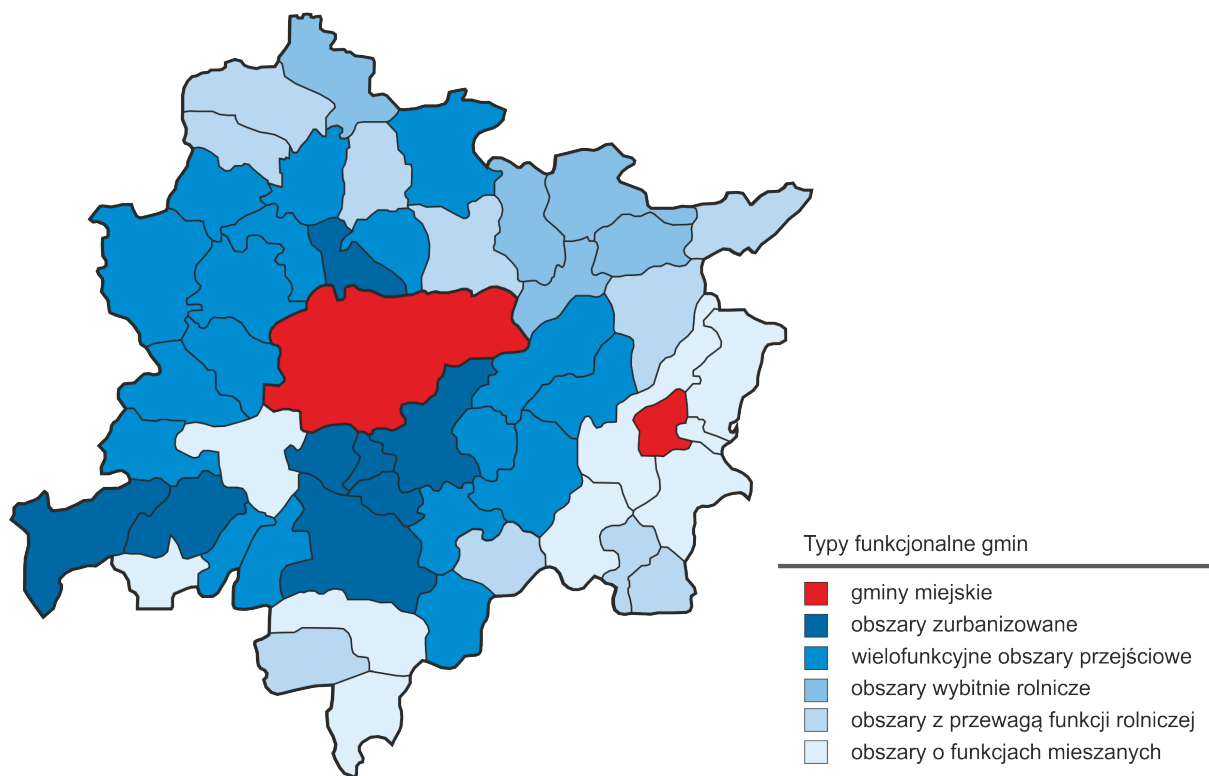 Typy funkcjonalne gmin
gminy miejskie
obszary zurbanizowane
wielofunkcyjne obszary przejściowe
obszary wybitnie rolnicze
obszary z przewagą funkcji rolniczej
obszary o funkcjach mieszanych